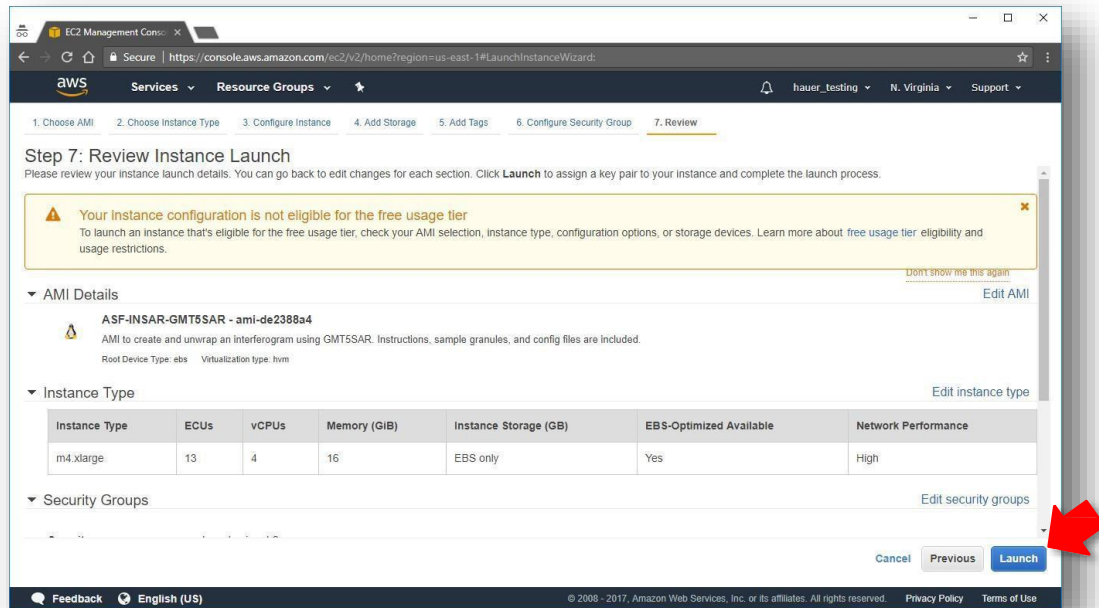 EC2 Management Conso
Secure | https://console.aws.amazon.com/ec2/v2/home?region=us-east-1#LaunchInstanceWizard:
aws Services Resource Groups hauer_testing N. Virginia Support
1. Choose AMI 2. Choose Instance Type 3. Configure Instance 4. Add Storage 5. Add Tags 6. Configure Security Group 7. Review
Step 7: Review Instance Launch
Please review your instance launch details. You can go back to edit changes for each section. Click Launch to assign a key pair to your instance and complete the launch process.
Your instance configuration is not eligible for the free usage tier
To launch an instance that's eligible for the free usage tier, check your AMI selection, instance type, configuration options, or storage devices. Learn more about free usage tier eligibility and
usage restrictions.
Don't show me this again
AMI Details Edit AMI
ASF-INSAR-GMT5SAR - ami-de2388a4
AMI to create and unwrap an interferogram using GMT5SAR. Instructions, sample granules, and config files are included.
Root Device Type: ebs Virtualization type: hvm
Instance Type Edit instance type
Instance Type ECUs vCPUs Memory (GiB) Instance Storage (GB) EBS-Optimized Available Network Performance
m4.xlarge 13 4 16 EBS only Yes High
Security Groups Edit security groups
Cancel Previous Launch
Feedback English (US) © 2008 - 2017, Amazon Web Services, Inc. or its affiliates. All rights reserved. Privacy Policy Terms of Use